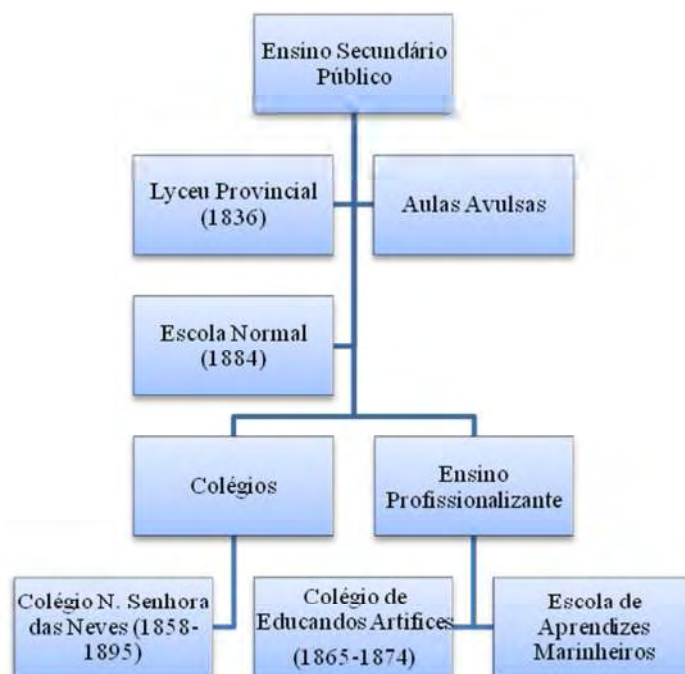 Ensino Secundário
Público
Lyceu Provincial
(1836)
Aulas Avulsas
Escola Normal
(1884)
Colégios
Ensino
Profissionalizante
Colégio N. Senhora
das Neves (1858-
1895)
Colégio de
Educandos Artifices
(1865-1874)
Escola de
Aprendizes
Marinheiros